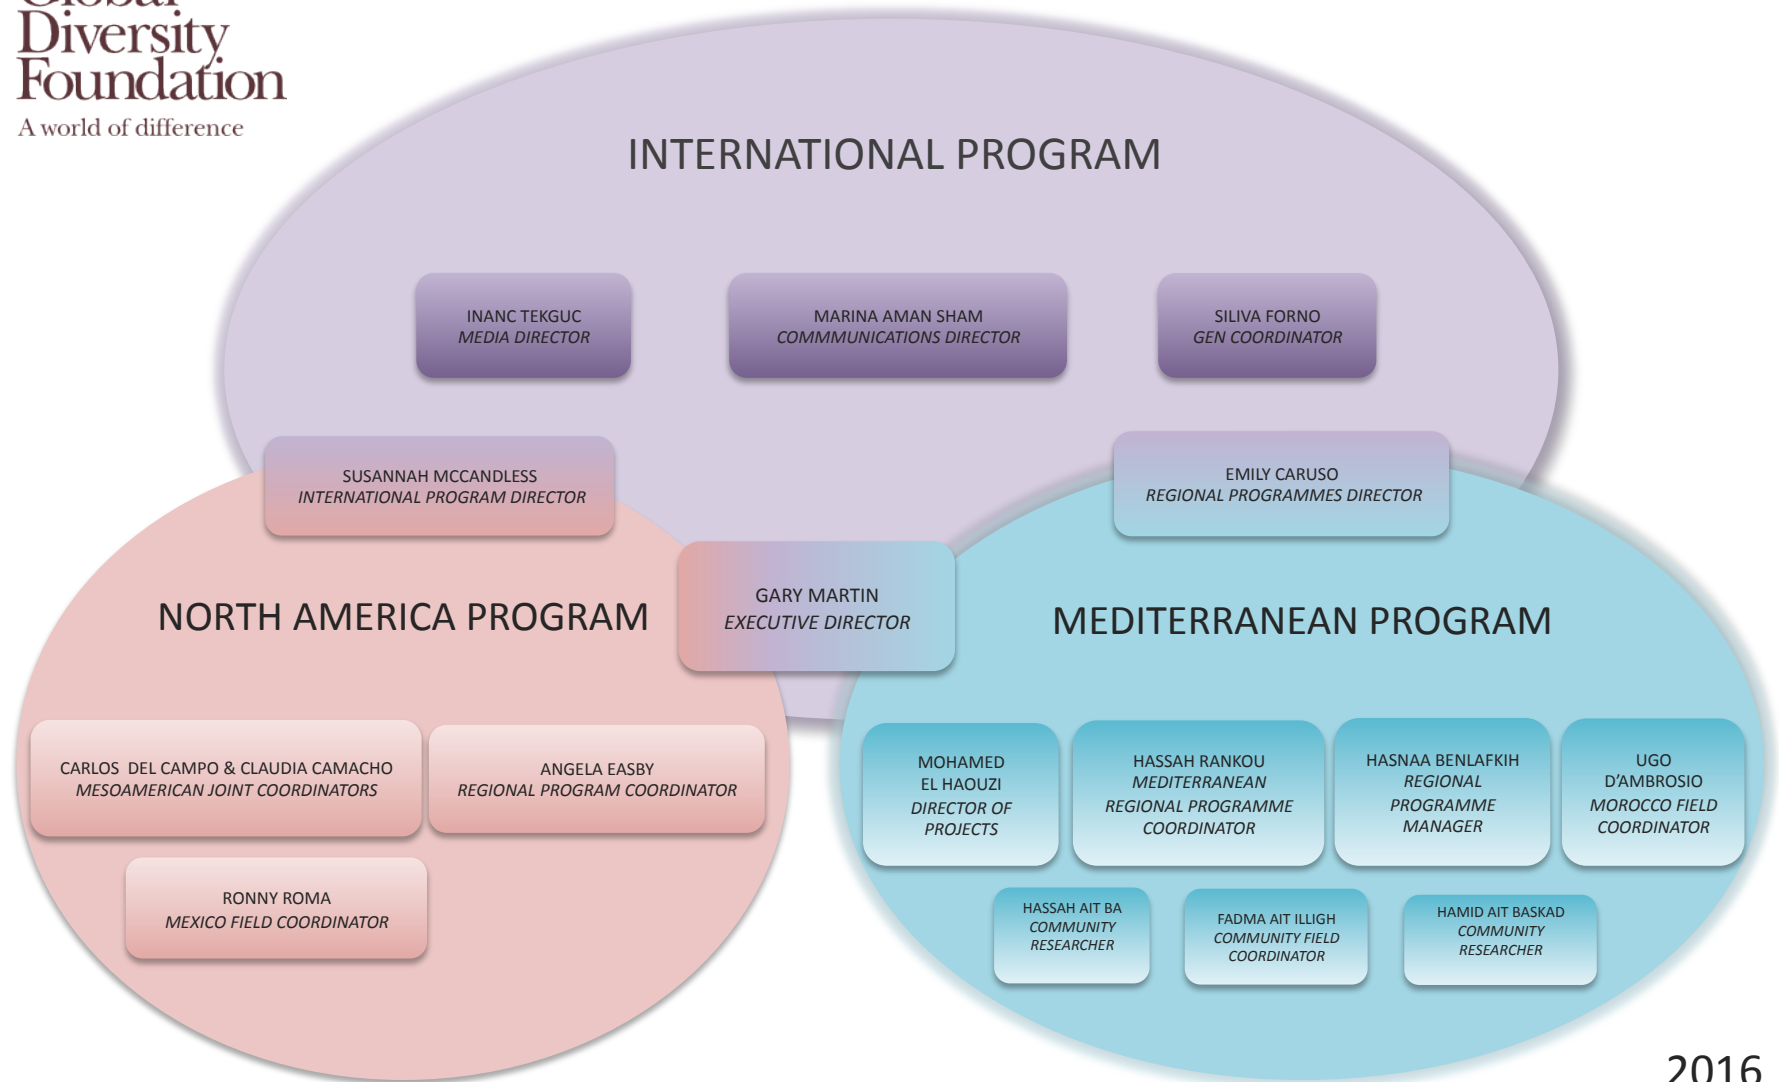 Global
Diversity
Foundation
A world of difference
INTERNATIONAL PROGRAM
INANC TEKGUC
MEDIA DIRECTOR
MARINA AMAN SHAM
COMMMUNICATIONS DIRECTOR
SILIVA FORNO
GEN COORDINATOR
SUSANNAH MCCANDLESS
INTERNATIONAL PROGRAM DIRECTOR
EMILY CARUSO
REGIONAL PROGRAMMES DIRECTOR
GARY MARTIN
EXECUTIVE DIRECTOR
NORTH AMERICA PROGRAM
CARLOS DEL CAMPO & CLAUDIA CAMACHO
MESOAMERICAN JOINT COORDINATORS
ANGELA EASBY
REGIONAL PROGRAM COORDINATOR
RONNY ROMA
MEXICO FIELD COORDINATOR
MEDITERRANEAN PROGRAM
MOHAMED
EL HAOUZI
DIRECTOR OF
PROJECTS
HASSAH RANKOU
MEDITERRANEAN
REGIONAL PROGRAMME
COORDINATOR
HASNAA BENLAFKIH
REGIONAL
PROGRAMME
MANAGER
UGO
D’AMBROSIO
MOROCCO FIELD
COORDINATOR
HASSAH AIT BA
COMMUNITY
RESEARCHER
FADMA AIT ILLIGH
COMMUNITY FIELD
COORDINATOR
HAMID AIT BASKAD
COMMUNITY
RESEARCHER
2016